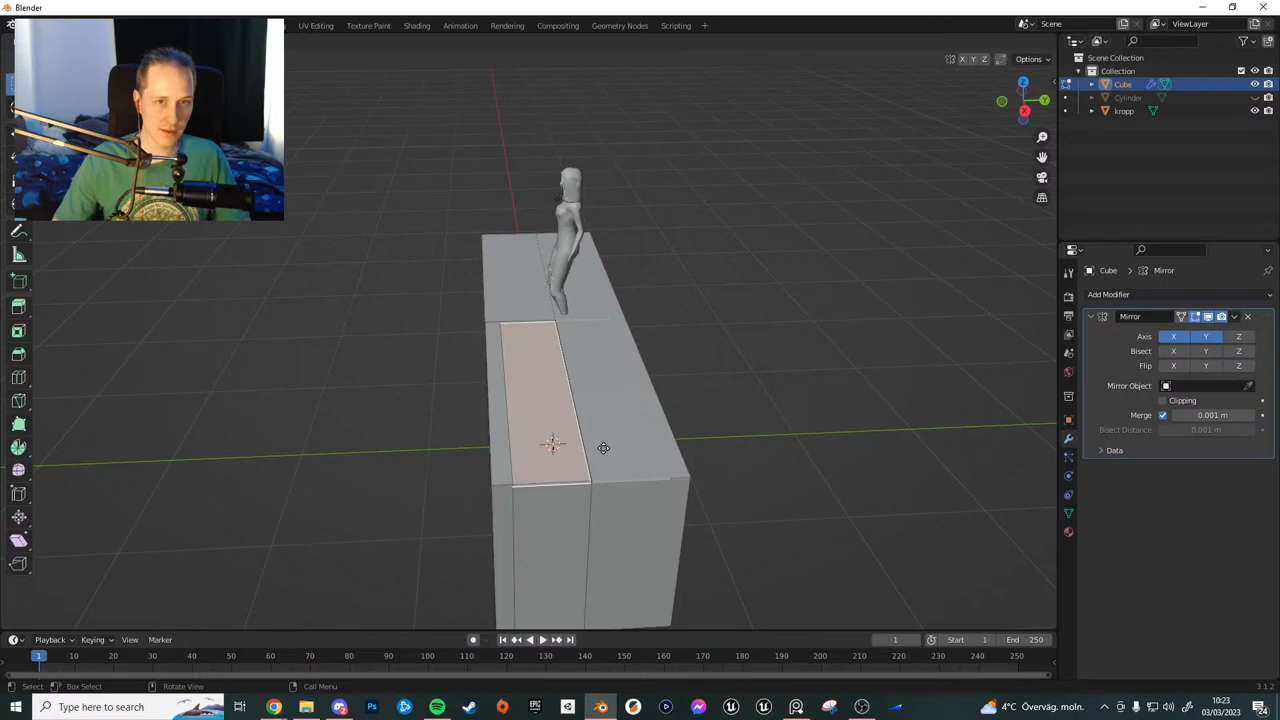 Blender
UV Editing Texture Paint Shading Animation Rendering Compositing Geometry Nodes Scripting +
Scene ViewLayer
X Y Z Options
Scene Collection
Collection
Cube
Cylinder
kropp
Z
Y
X
Cube > Mirror
Add Modifier
Mirror
Axis X Y Z
Bisect X Y Z
Flip X Y Z
Mirror Object
Clipping
Merge 0.001 m
Bisect Distance 0.001 m
Data
Playback Keying View Marker 1 Start 1 End 250
1 10 20 30 40 50 60 70 80 90 100 110 120 130 140 150 160 170 180 190 200 210 220 230 240 250
Select Box Select Rotate View Call Menu 3.1.2
Type here to search 4°C Överväg. moln. 10:23
03/03/2023